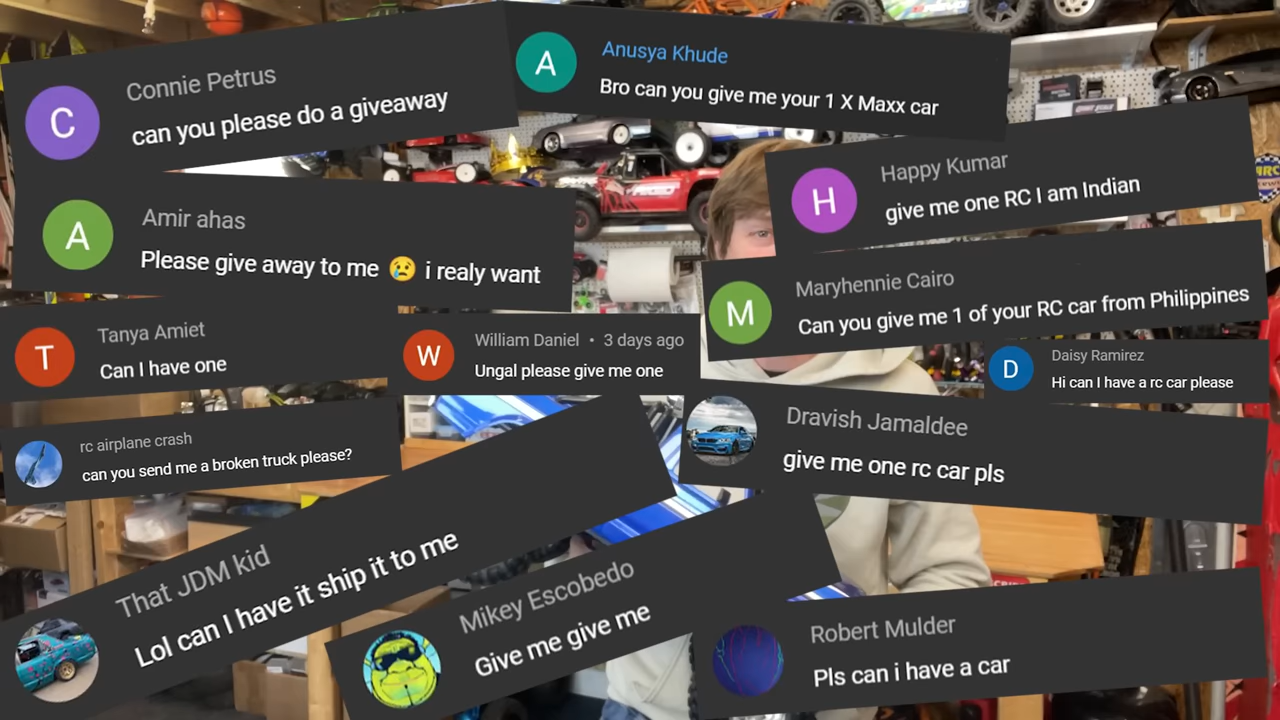 Connie Petrus
can you please do a giveaway
Anusya Khude
Bro can you give me your 1 X Maxx car
Happy Kumar
give me one RC I am Indian
Amir ahas
Please give away to me 😢 i realy want
Maryhennie Cairo
Can you give me 1 of your RC car from Philippines
Tanya Amiet
Can I have one
William Daniel • 3 days ago
Ungal please give me one
Daisy Ramirez
Hi can I have a rc car please
rc airplane crash
can you send me a broken truck please?
Dravish Jamaldee
give me one rc car pls
That JDM kid
Lol can I have it ship it to me
Mikey Escobedo
Give me give me
Robert Mulder
Pls can i have a car